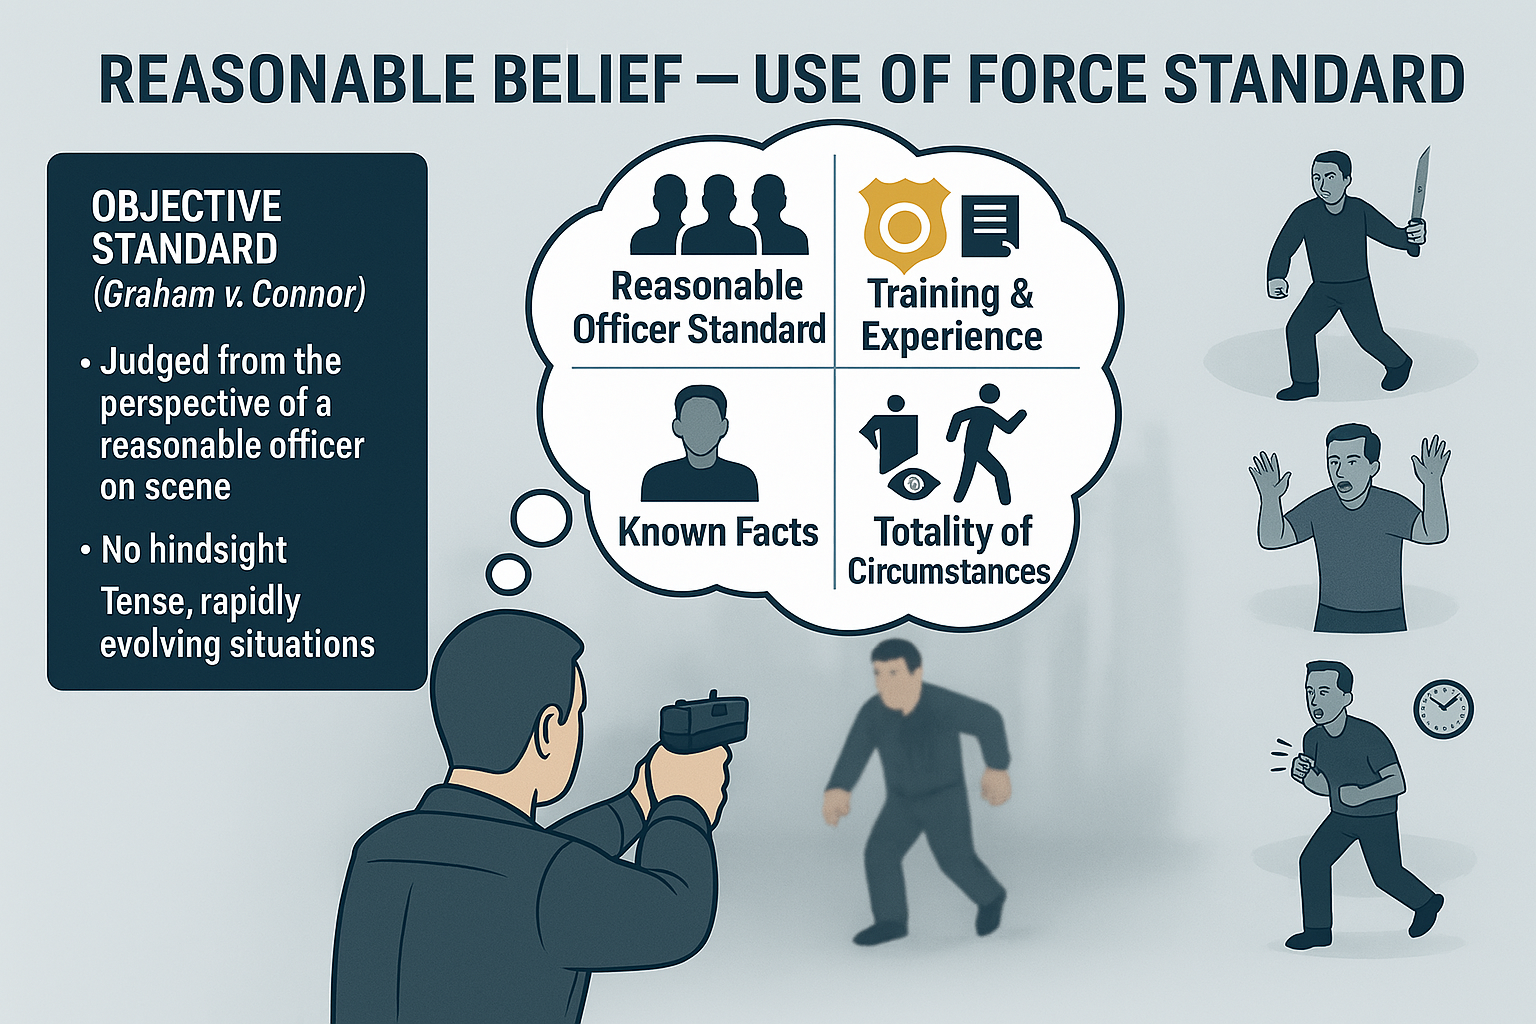 REASONABLE BELIEF — USE OF FORCE STANDARD
OBJECTIVE
STANDARD
(Graham v. Connor)
• Judged from the
perspective of a
reasonable officer
on scene
• No hindsight
Tense, rapidly
evolving situations
Reasonable
Officer Standard
Training &
Experience
Known Facts
Totality of
Circumstances